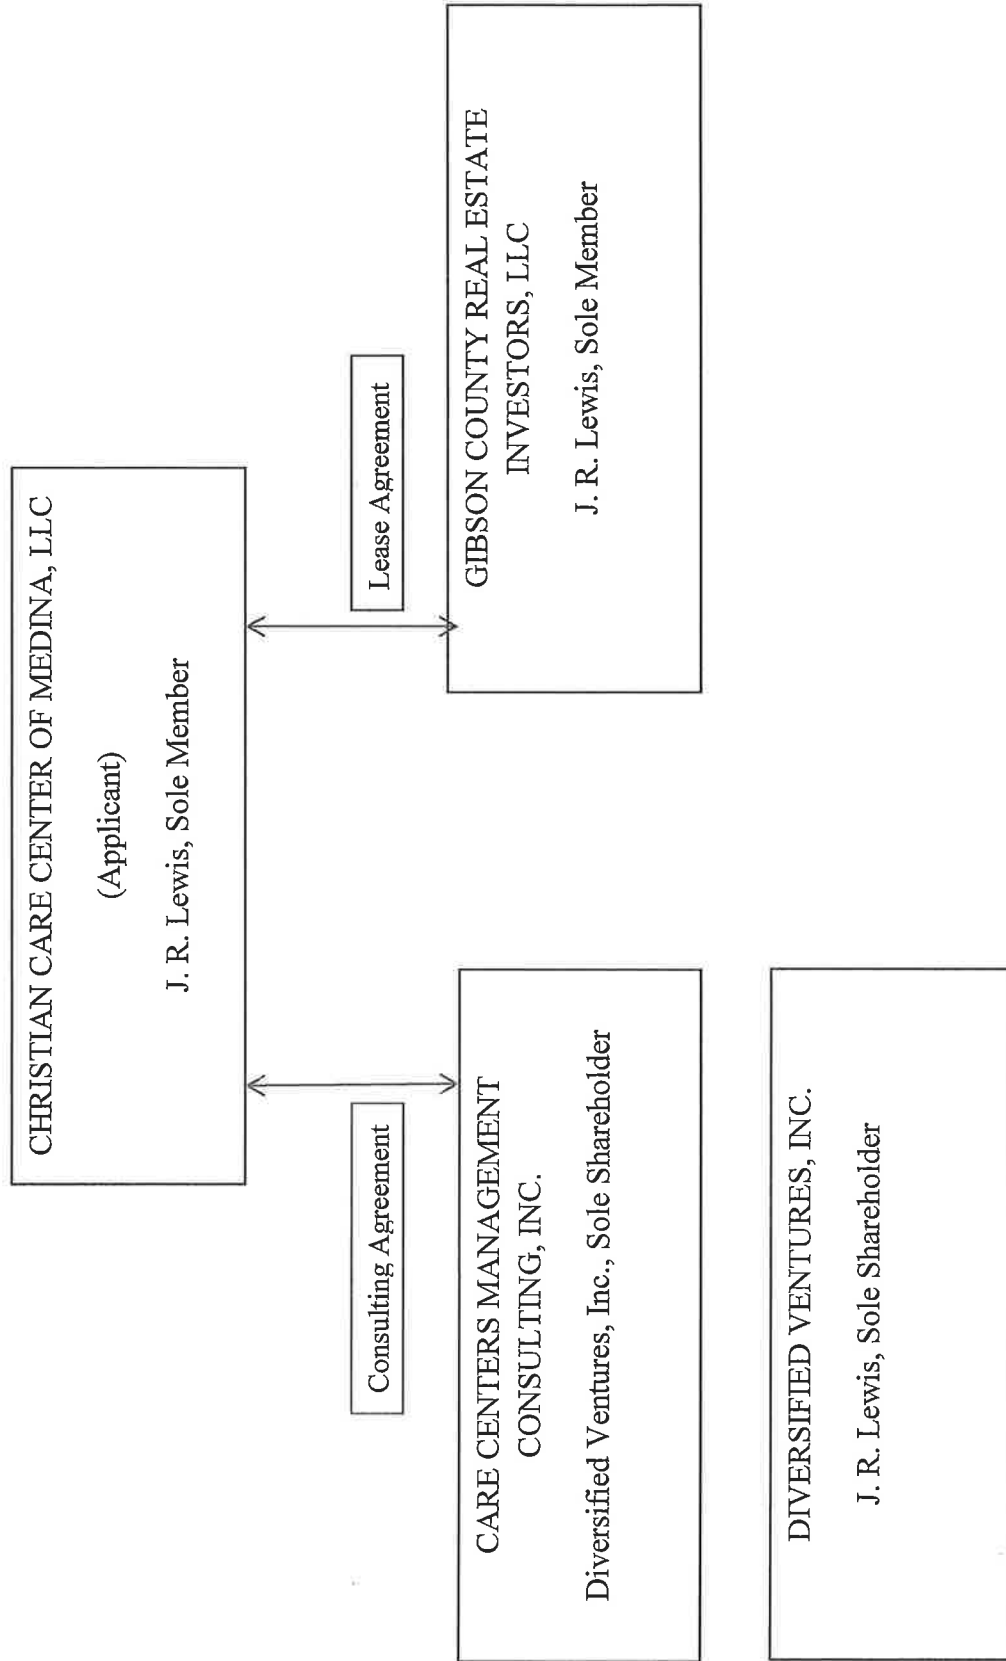 CHRISTIAN CARE CENTER OF MEDINA, LLC
(Applicant)
J. R. Lewis, Sole Member
Consulting Agreement
Lease Agreement
CARE CENTERS MANAGEMENT
CONSULTING, INC.
Diversified Ventures, Inc., Sole Shareholder
GIBSON COUNTY REAL ESTATE
INVESTORS, LLC
J. R. Lewis, Sole Member
DIVERSIFIED VENTURES, INC.
J. R. Lewis, Sole Shareholder